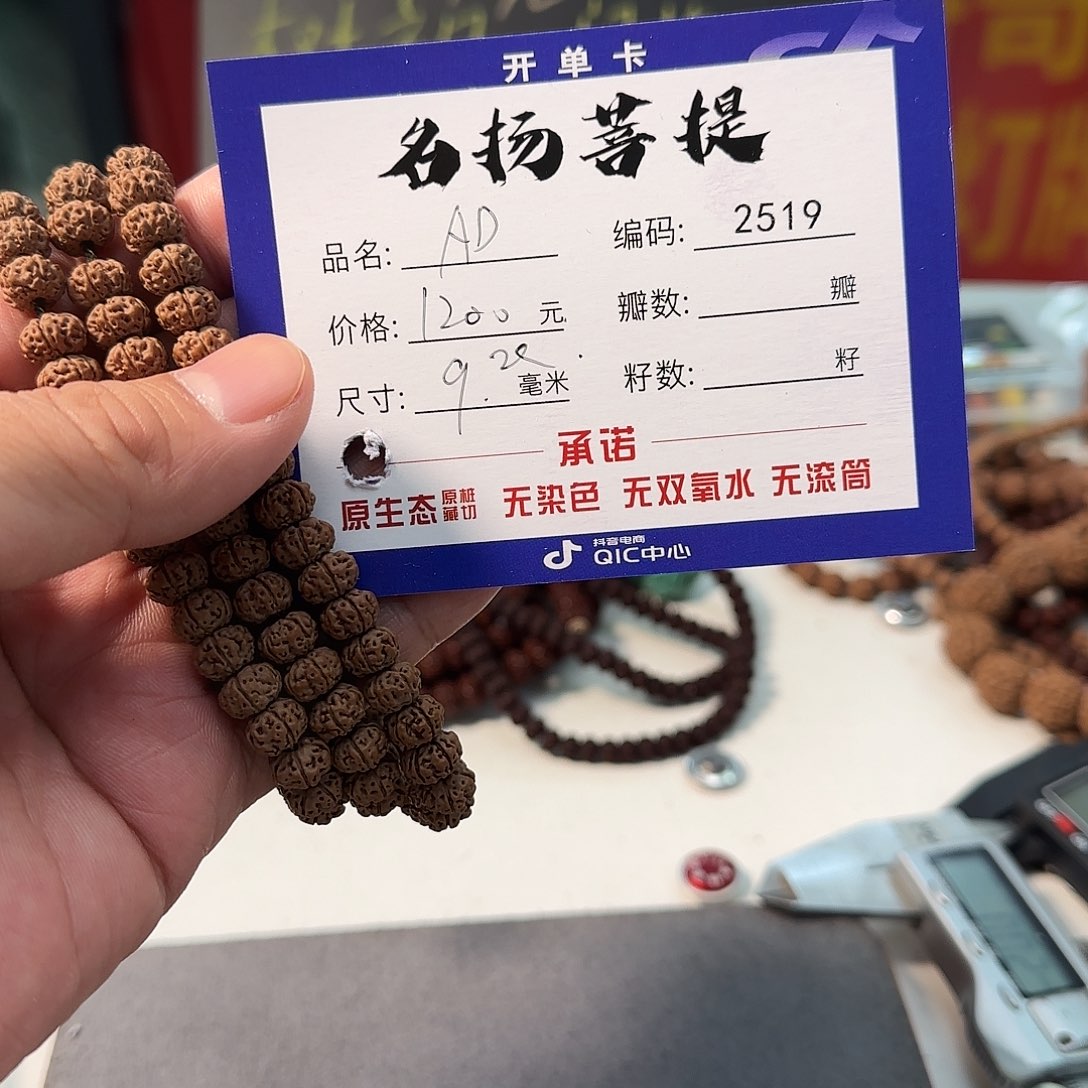 开单卡
名扬菩提
品名: AD 编码: 2519
价格: 1200 元 瓣数: 瓣
尺寸: 9. 毫米 籽数: 籽
承诺
原生态 原桩藏切 无染色 无双氧水 无滚筒
抖音电商
QIC中心